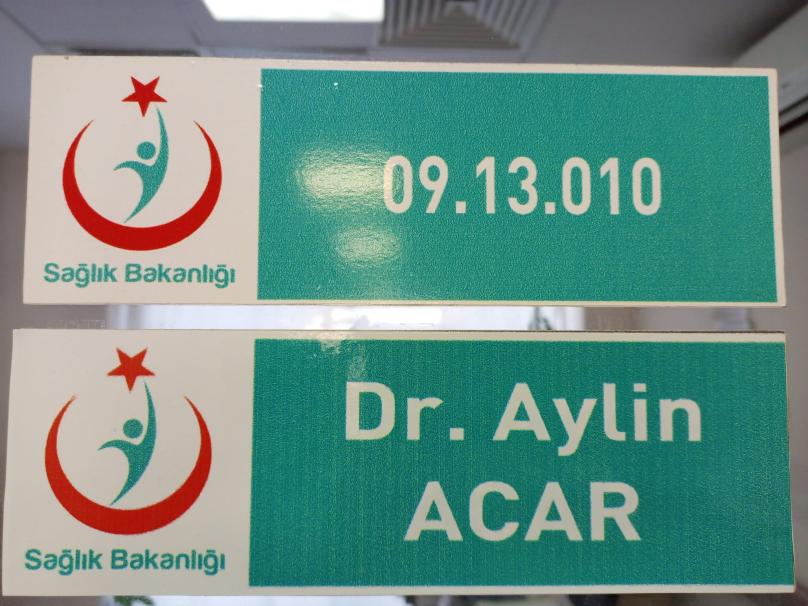 Sağlık Bakanlığı
09.13.010
Sağlık Bakanlığı
Dr. Aylin
ACAR